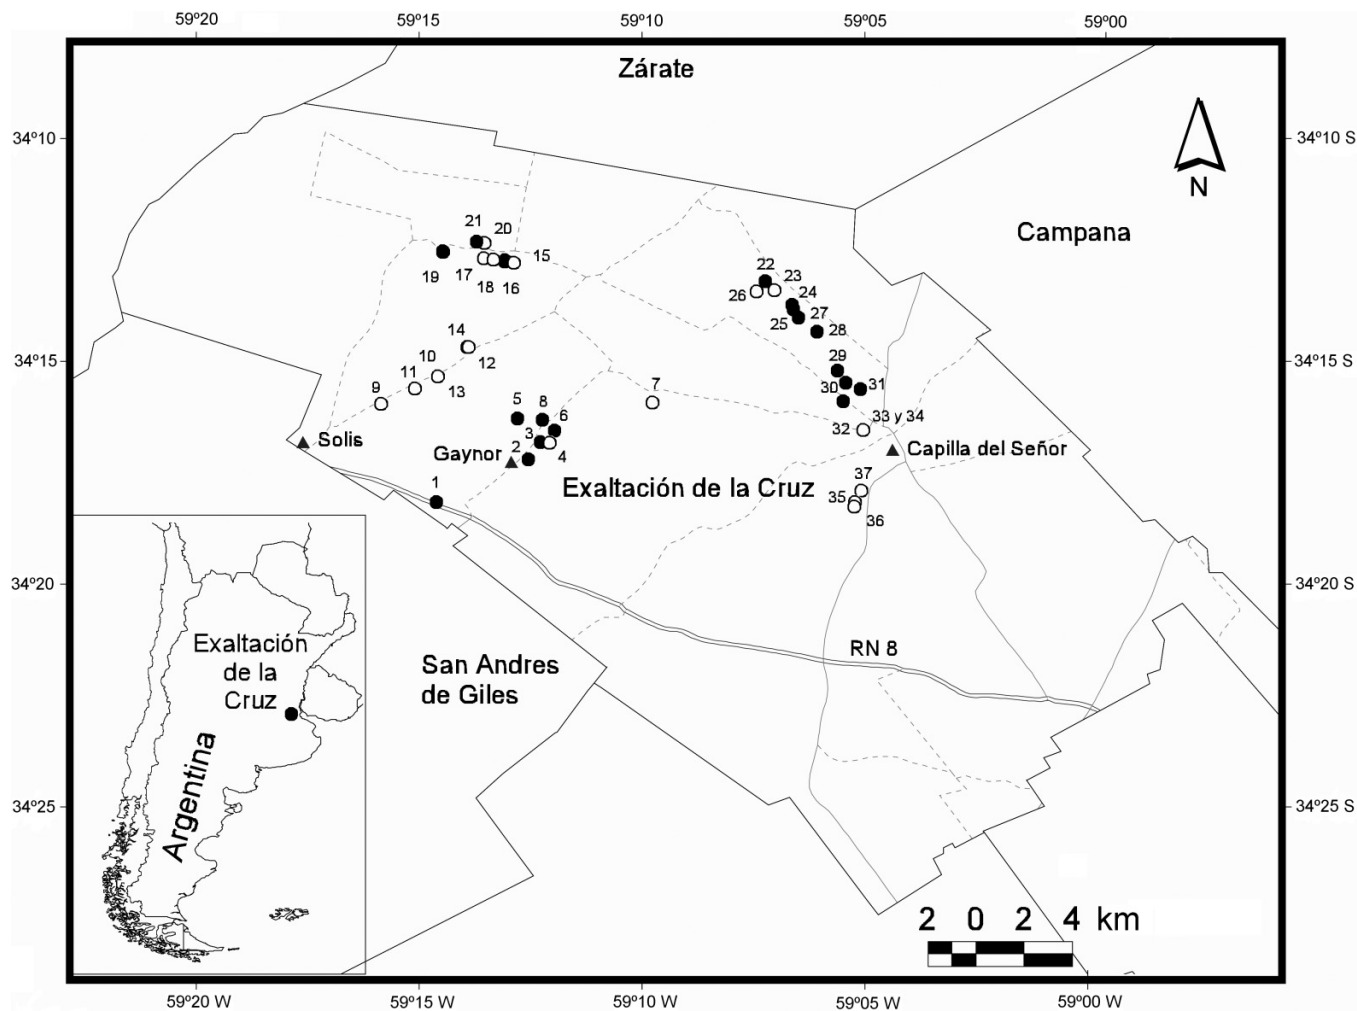 59º20
59º15
59º10
59º05
59º00
Zárate
34º10
34º10 S
N
Campana
21
20
15
19
17
18
16
22
23
26
24
27
25
28
14
10
12
34º15
34º15 S
29
11
13
9
7
30
31
5
8
6
33 y 34
32
3
Solis
2
4
Gaynor
Capilla del Señor
1
Exaltación de la Cruz
37
35
36
34º20
34º20 S
Exaltación
de la
Cruz
RN 8
San Andres
de Giles
Argentina
34º25
34º25 S
2 0 2 4 km
59º20 W
59º15 W
59º10 W
59º05 W
59º00 W